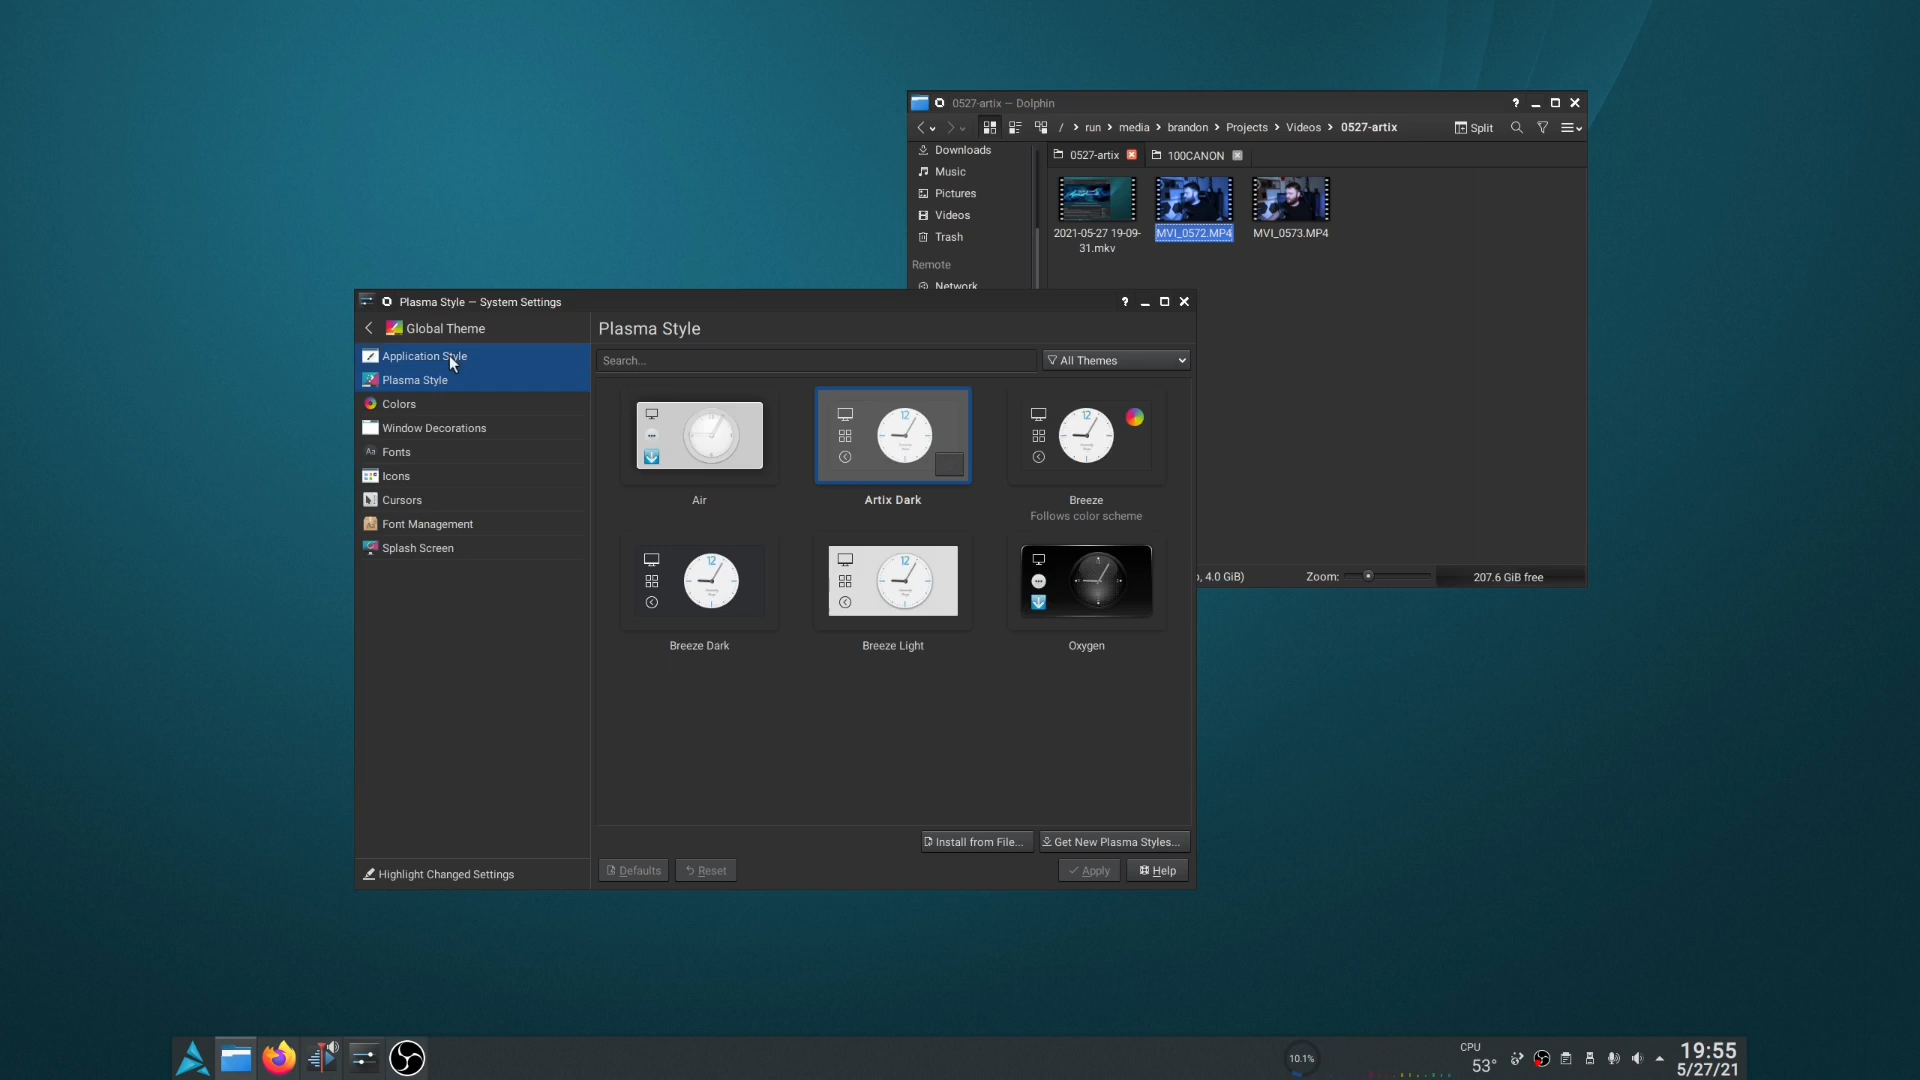 0527-artix — Dolphin
/ > run > media > brandon > Projects > Videos > 0527-artix
Split
Downloads
Music
Pictures
Videos
Trash
Remote
Network
0527-artix
100CANON
2021-05-27 19-09-
31.mkv
MVI_0572.MP4
MVI_0573.MP4
, 4.0 GiB)
Zoom:
207.6 GiB free
Plasma Style — System Settings
Global Theme
Application Style
Plasma Style
Colors
Window Decorations
Fonts
Icons
Cursors
Font Management
Splash Screen
Highlight Changed Settings
Plasma Style
Search...
All Themes
Air
Artix Dark
Breeze
Follows color scheme
Breeze Dark
Breeze Light
Oxygen
Install from File...
Get New Plasma Styles...
Defaults
Reset
Apply
Help
10.1%
CPU
53°
19:55
5/27/21